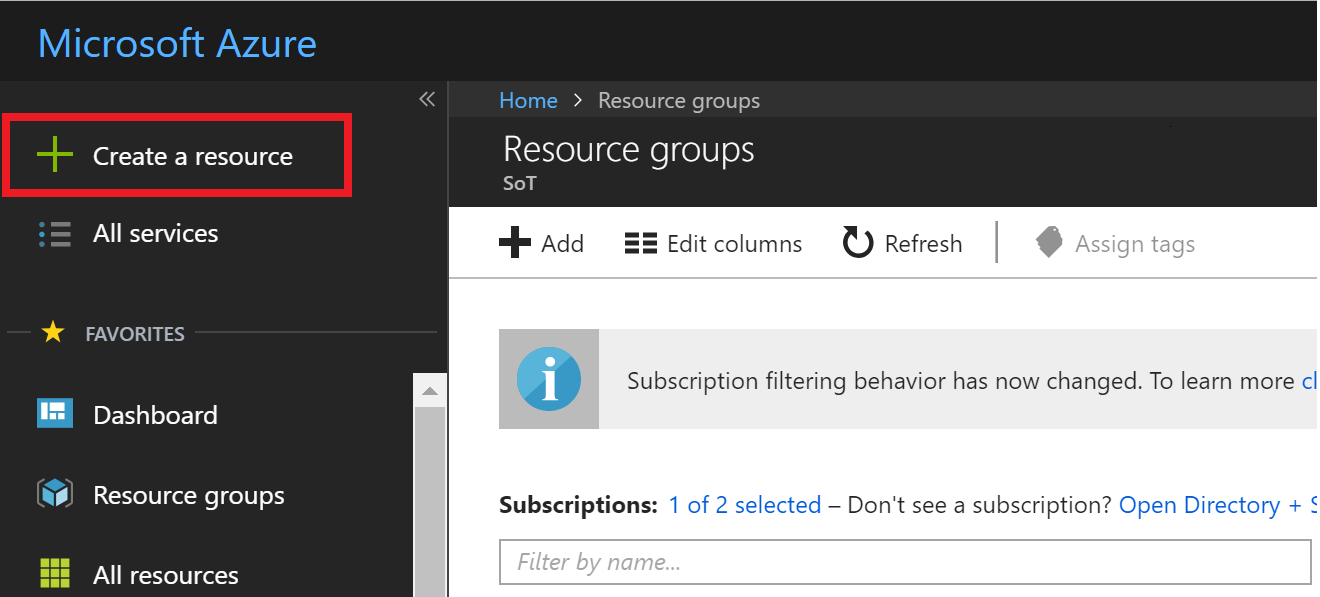 Microsoft Azure
Create a resource
All services
FAVORITES
Dashboard
Resource groups
All resources
Home > Resource groups
Resource groups
SoT
Add Edit columns Refresh Assign tags
Subscription filtering behavior has now changed. To learn more
Subscriptions: 1 of 2 selected – Don't see a subscription? Open Directory +
Filter by name...